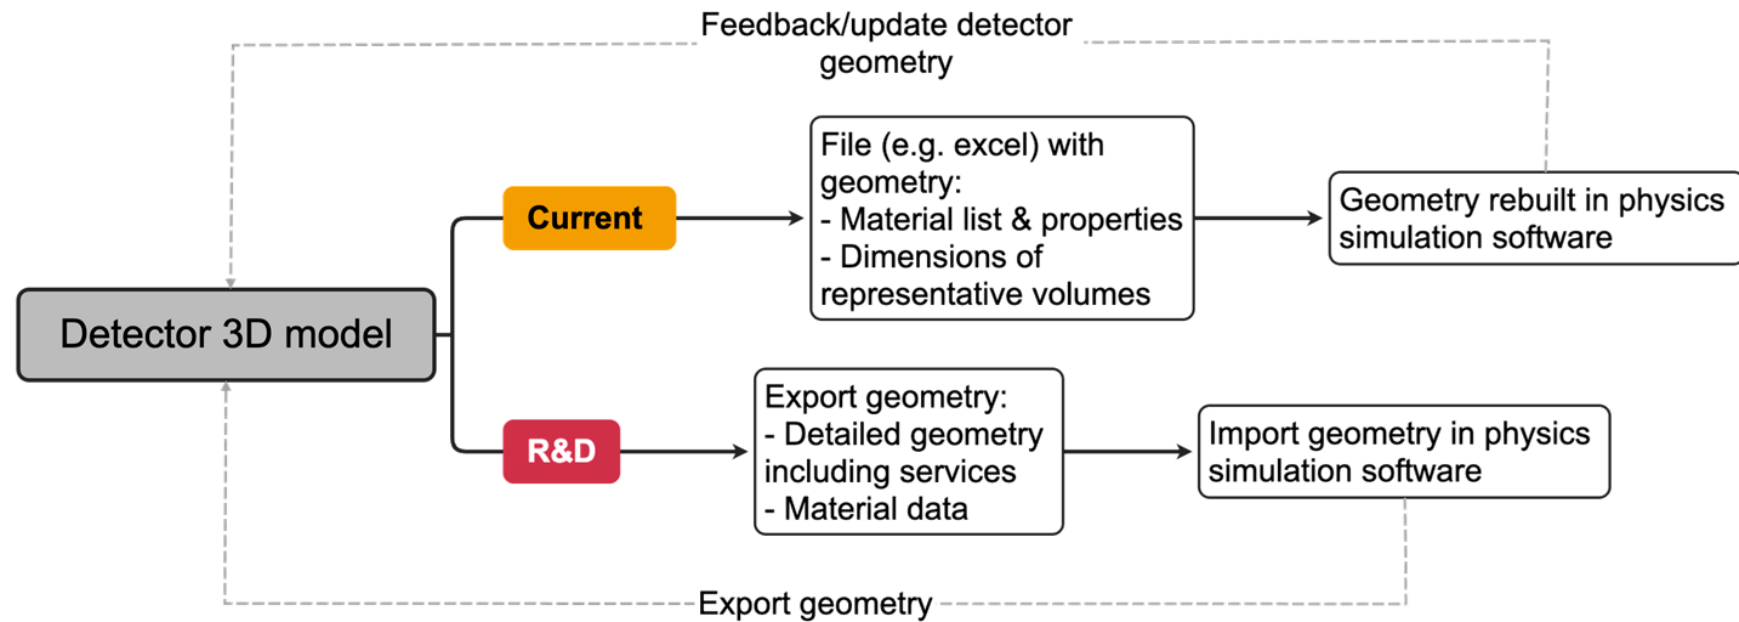 Feedback/update detector
geometry
File (e.g. excel) with
geometry:
- Material list & properties
- Dimensions of
representative volumes
Current
Geometry rebuilt in physics
simulation software
Detector 3D model
R&D
Export geometry:
- Detailed geometry
including services
- Material data
Import geometry in physics
simulation software
Export geometry